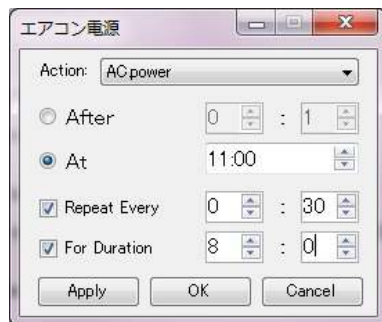 エアコン電源
Action: AC power
After 0 : 1
At 11:00
Repeat Every 0 : 30
For Duration 8 : 0
Apply OK Cancel